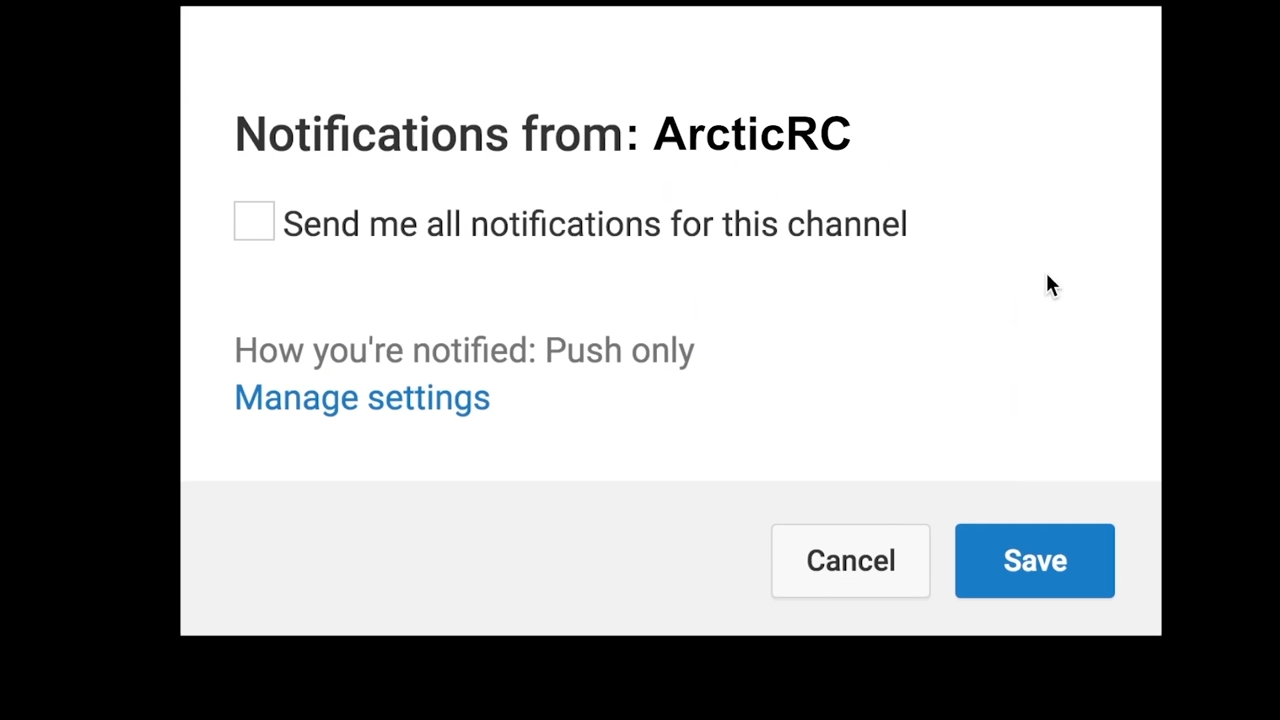 Notifications from: ArcticRC
Send me all notifications for this channel
How you're notified: Push only
Manage settings
Cancel Save